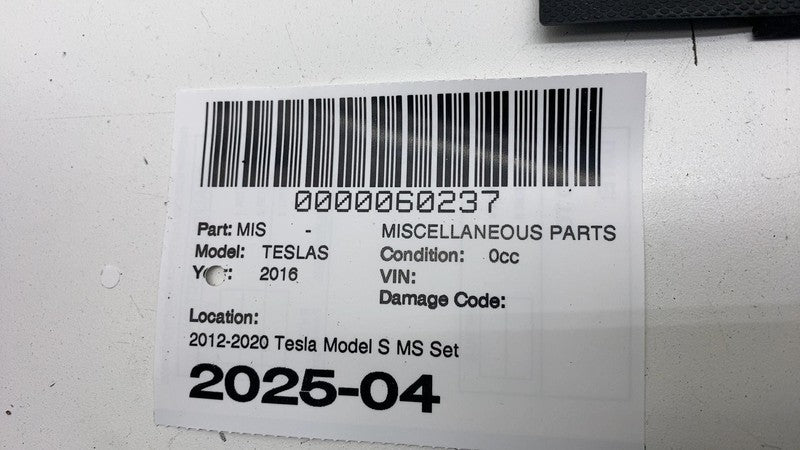 0000060237
Part: MIS - MISCELLANEOUS PARTS
Model: TESLAS Condition: 0cc
2016 VIN:
Damage Code:
Location:
2012-2020 Tesla Model S MS Set
2025-04